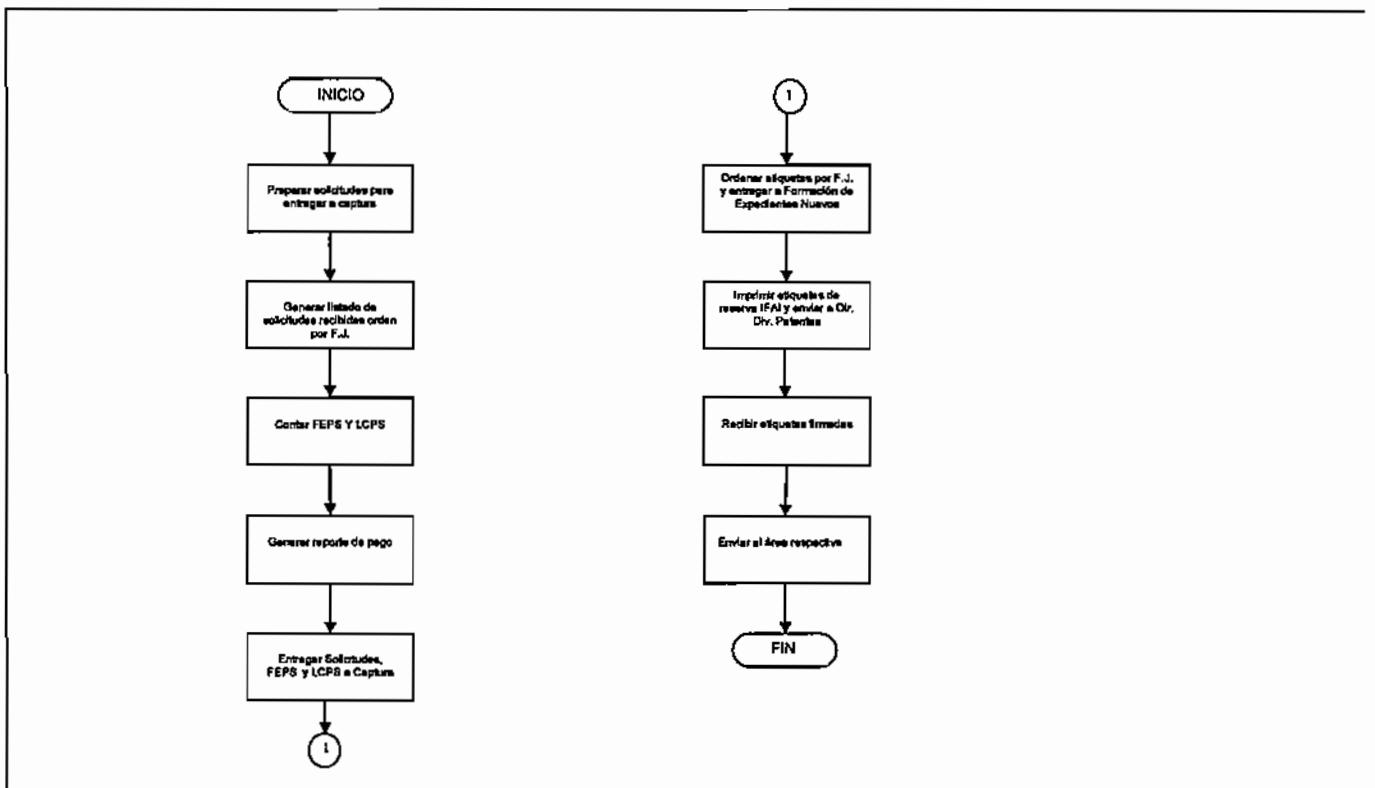 INICIO
Preparar solicitudes para
entregar a captura
Generar listado de
solicitudes recibidas orden
por F.J.
Contar FEPS Y LCPS
Generar reporte de pago
Entregar Solicitudes,
FEPS y LCPS a Captura
1
1
Ordenar etiquetas por F.J.
y entregar a Formación de
Expedientes Nuevos
Imprimir etiquetas de
reserva IFAI y enviar a Dir.
Div. Patentes
Recibir etiquetas firmadas
Enviar al área respectiva
FIN